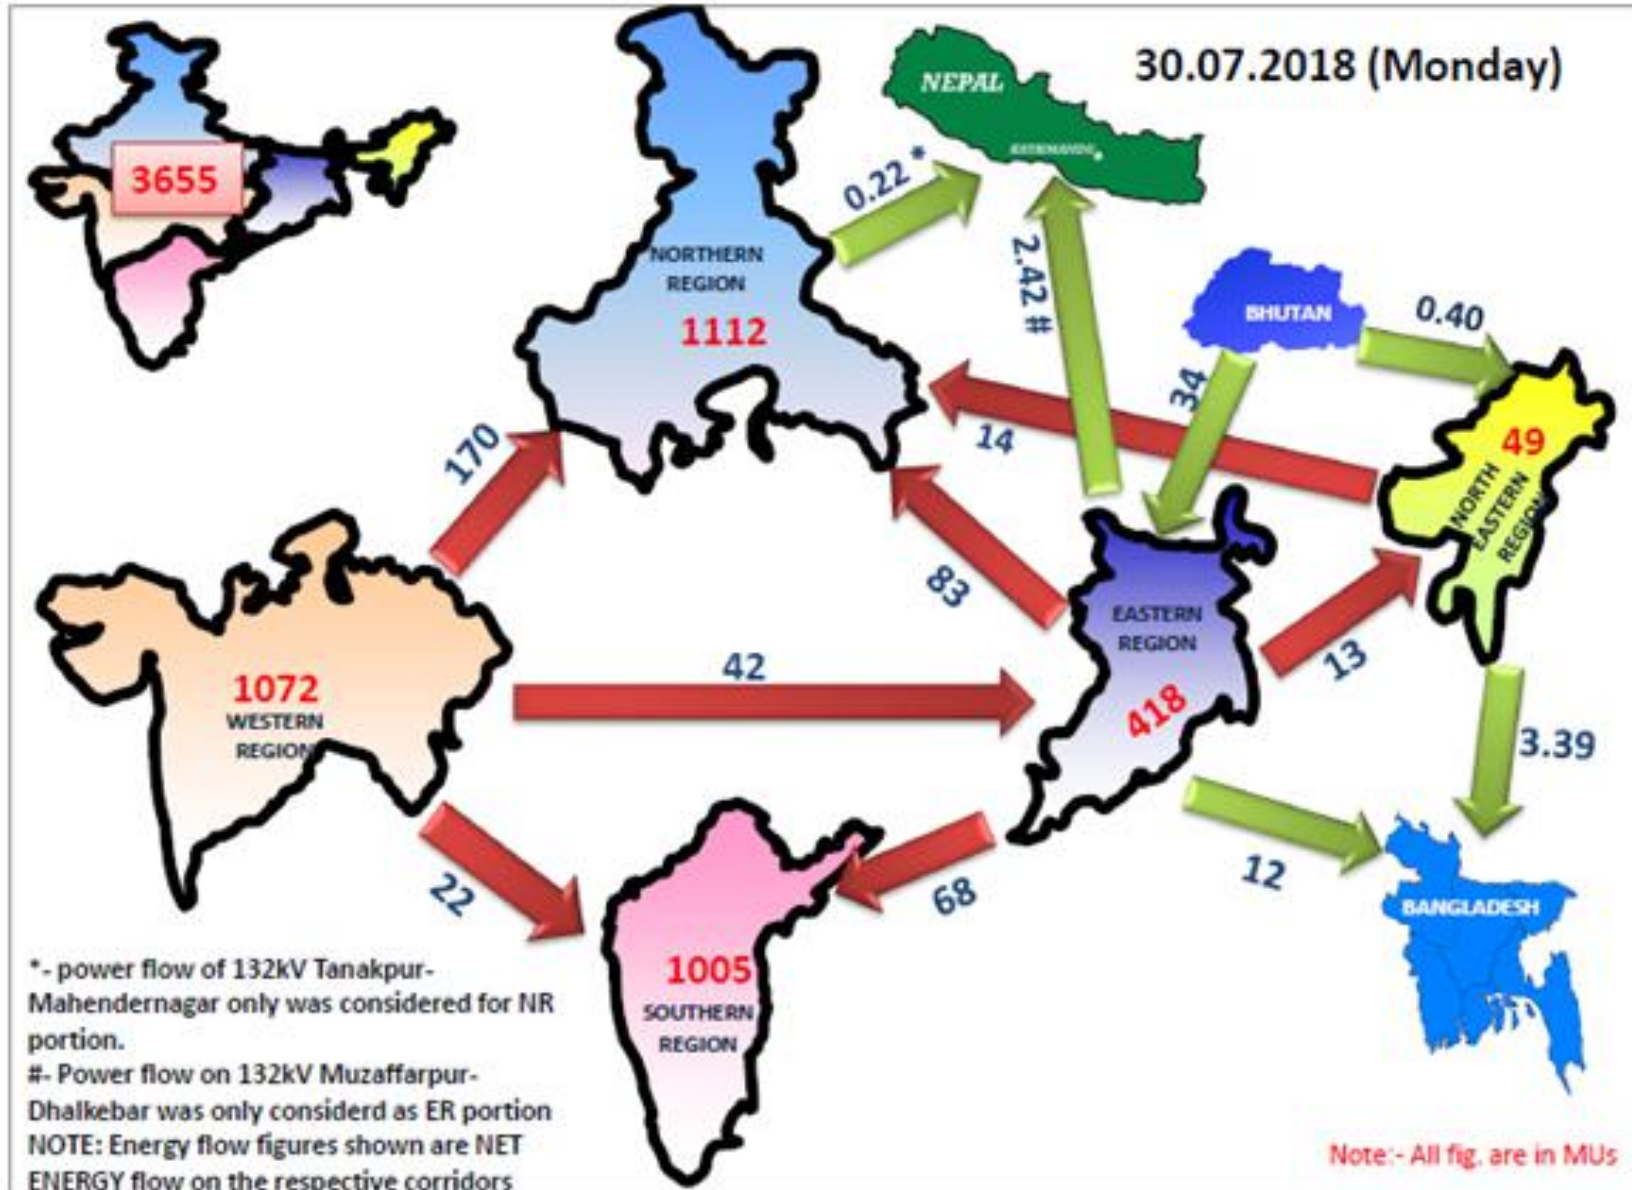 30.07.2018 (Monday)
NEPAL
KATHMANDU
3655
0.22 *
2.42 #
NORTHERN
REGION
1112
BHUTAN
0.40
34
14
49
NORTH
EASTERN
REGION
170
83
13
EASTERN
REGION
418
42
1072
WESTERN
REGION
3.39
22
68
12
BANGLADESH
1005
SOUTHERN
REGION
*- power flow of 132kV Tanakpur-
Mahendernagar only was considered for NR
portion.
#- Power flow on 132kV Muzaffarpur-
Dhalkebar was only considerd as ER portion
NOTE: Energy flow figures shown are NET
ENERGY flow on the respective corridors
Note:- All fig. are in MUs